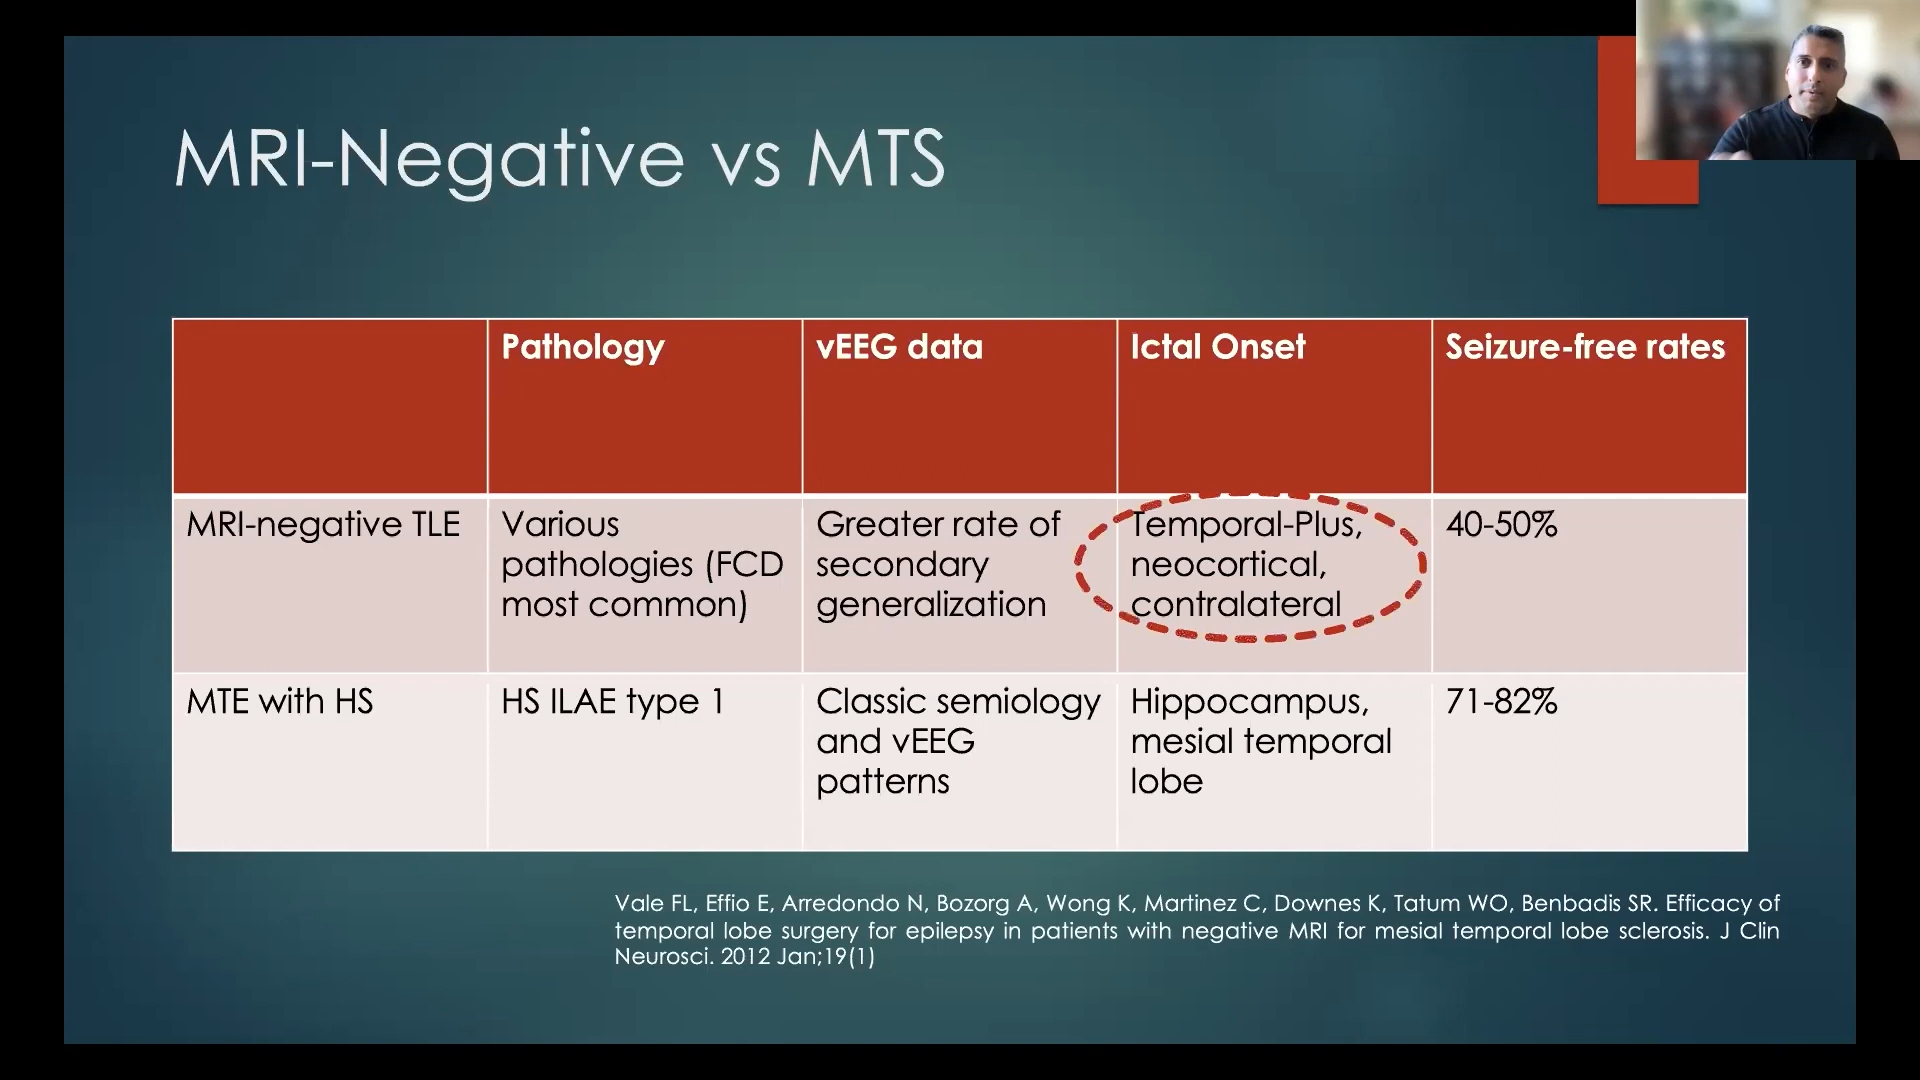 MRI-Negative vs MTS
Pathology
vEEG data
Ictal Onset
Seizure-free rates
MRI-negative TLE
Various
pathologies (FCD
most common)
Greater rate of
secondary
generalization
Temporal-Plus,
neocortical,
contralateral
40-50%
MTE with HS
HS ILAE type 1
Classic semiology
and vEEG
patterns
Hippocampus,
mesial temporal
lobe
71-82%
Vale FL, Effio E, Arredondo N, Bozorg A, Wong K, Martinez C, Downes K, Tatum WO, Benbadis SR. Efficacy of
temporal lobe surgery for epilepsy in patients with negative MRI for mesial temporal lobe sclerosis. J Clin
Neurosci. 2012 Jan;19(1)